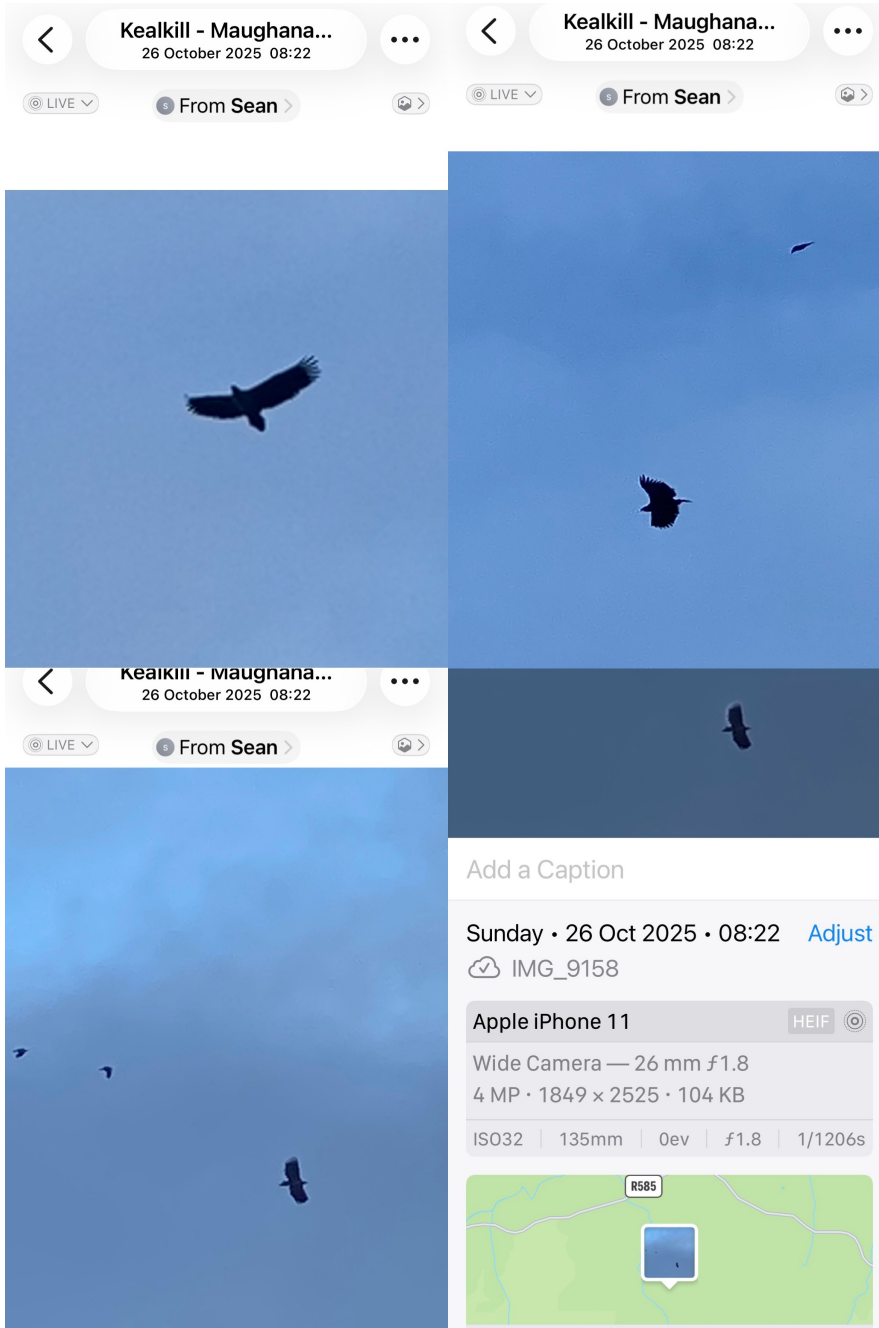 Kealkill - Maughana...
26 October 2025 08:22
LIVE
S From Sean
Kealkill - Maughana...
26 October 2025 08:22
LIVE
S From Sean
Kealkill - Maughana...
26 October 2025 08:22
LIVE
S From Sean
Add a Caption
Sunday • 26 Oct 2025 • 08:22 Adjust
IMG_9158
Apple iPhone 11 HEIF
Wide Camera — 26 mm ƒ1.8
4 MP • 1849 × 2525 • 104 KB
ISO32 135mm 0ev ƒ1.8 1/1206s
R585